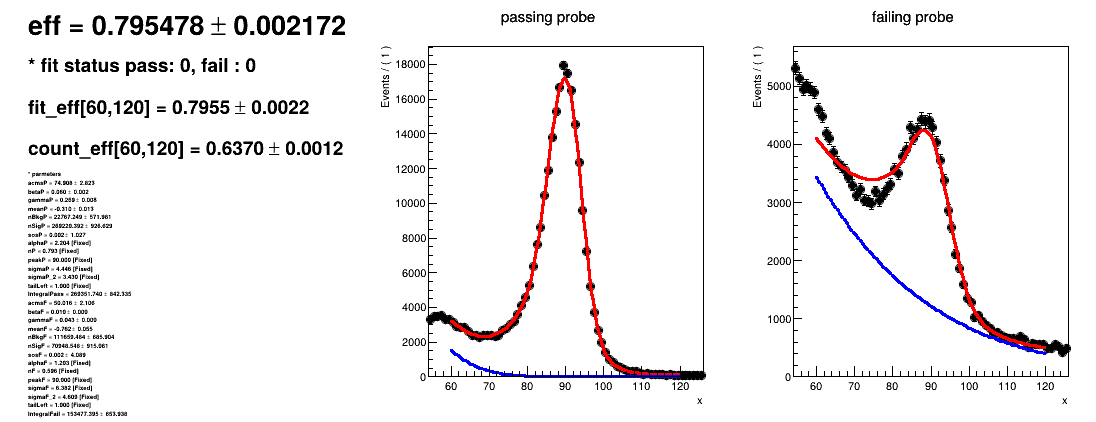 eff = 0.795478 ± 0.002172
* fit status pass: 0, fail : 0
fit_eff[60,120] = 0.7955 ± 0.0022
count_eff[60,120] = 0.6370 ± 0.0012
* parmeters
acmsP = 74.908 ± 2.823
betaP = 0.060 ± 0.002
gammaP = 0.269 ± 0.008
meanP = -0.310 ± 0.013
nBkgP = 22767.249 ± 571.981
nSigP = 269220.392 ± 926.629
sosP = 0.002 ± 1.027
alphaP = 2.204 [Fixed]
nP = 0.793 [Fixed]
peakP = 90.000 [Fixed]
sigmaP = 4.446 [Fixed]
sigmaP_2 = 3.430 [Fixed]
tailLeft = 1.000 [Fixed]
IntegralPass = 269351.740 ± 842.335
acmsF = 50.016 ± 2.106
betaF = 0.010 ± 0.000
gammaF = 0.043 ± 0.000
meanF = -0.762 ± 0.055
nBkgF = 111659.464 ± 685.904
nSigF = 70948.546 ± 915.061
sosF = 0.002 ± 4.089
alphaF = 1.203 [Fixed]
nF = 0.596 [Fixed]
peakF = 90.000 [Fixed]
sigmaF = 6.382 [Fixed]
sigmaF_2 = 4.609 [Fixed]
tailLeft = 1.000 [Fixed]
IntegralFail = 153477.395 ± 653.938
passing probe
Events / ( 1 )
18000
16000
14000
12000
10000
8000
6000
4000
2000
0
60 70 80 90 100 110 120
x
failing probe
Events / ( 1 )
5000
4000
3000
2000
1000
0
60 70 80 90 100 110 120
x